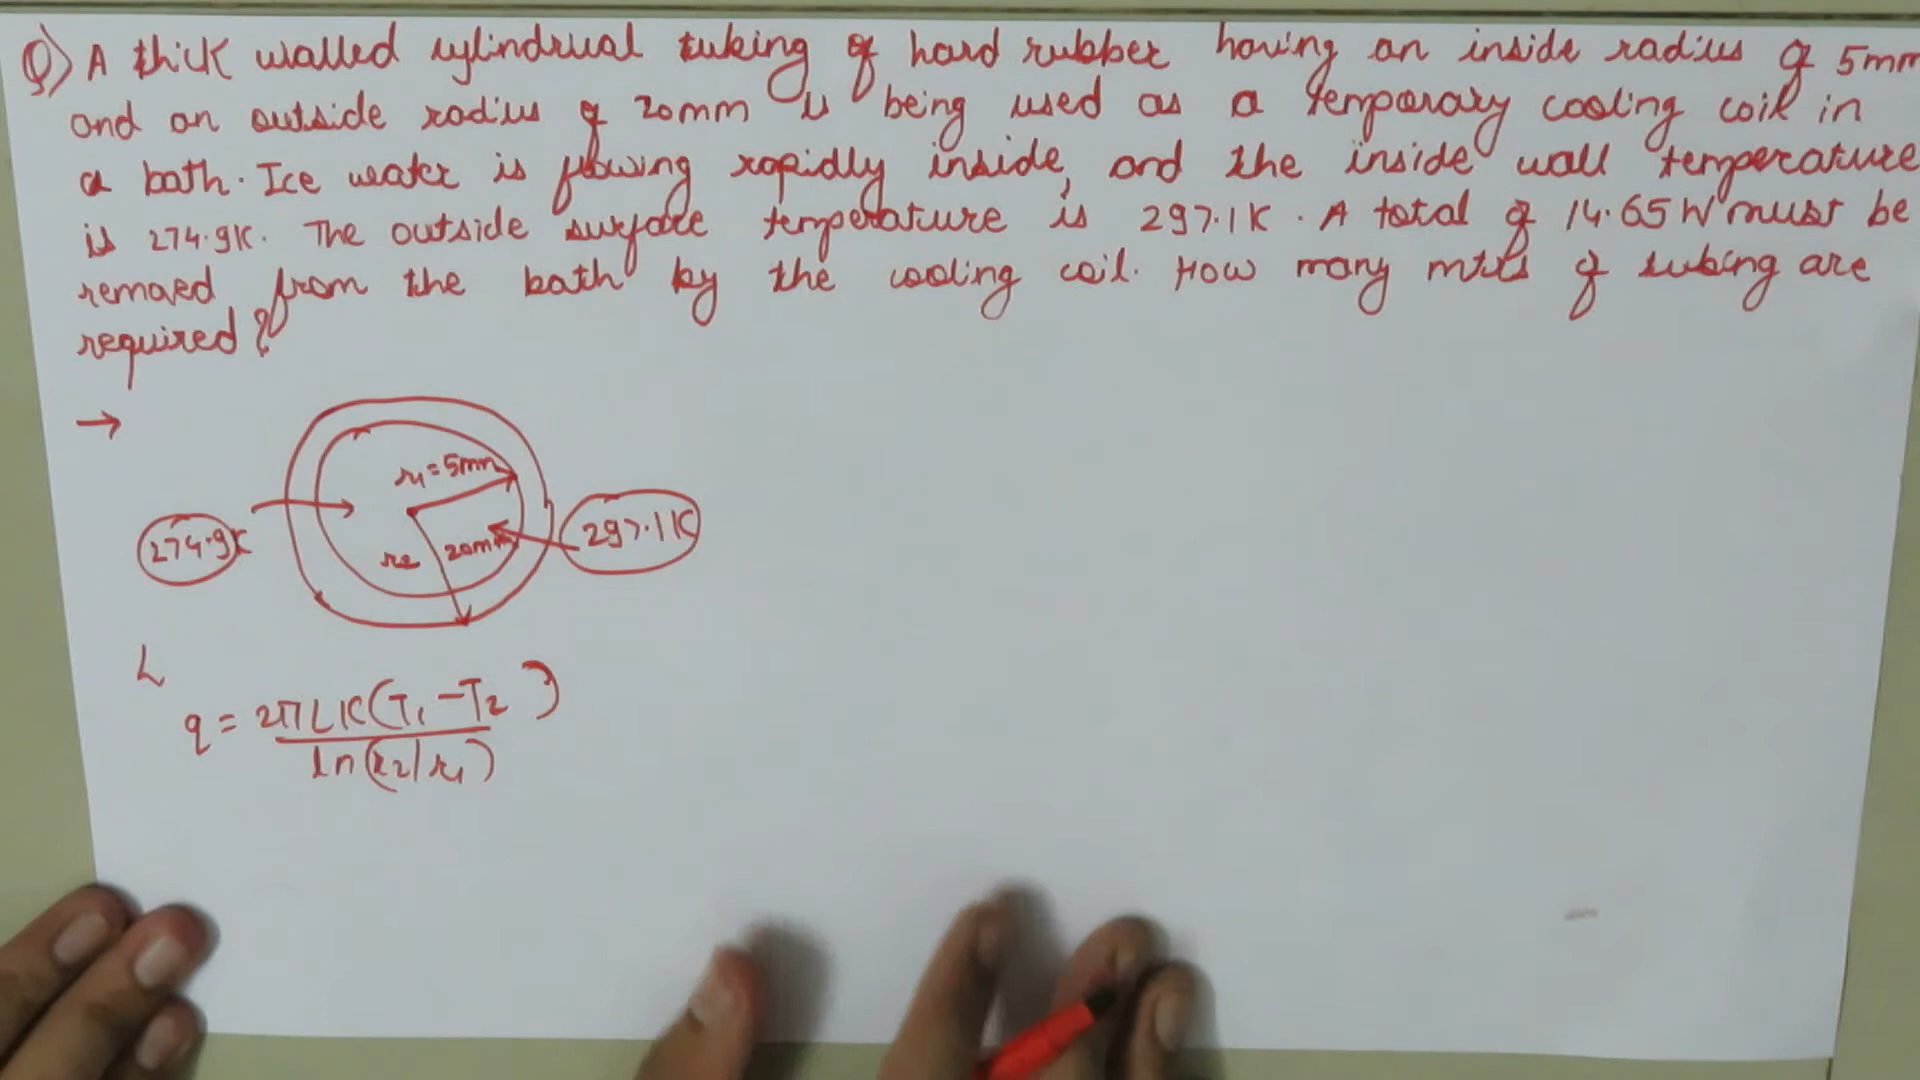 Q) A thick walled cylindrical tubing of hard rubber having an inside radius of 5mm
and an outside radius of 20mm is being used as a temporary cooling coil in
a bath. Ice water is flowing rapidly inside, and the inside wall temperature
is 274.9K. The outside surface temperature is 297.1K. A total of 14.65W must be
removed from the bath by the cooling coil. How many mtrs of tubing are
required?
→
r1=5mm
274.9K
297.1K
r2 20mm
L
q = 2πLK(T1-T2)
ln(r2/r1)